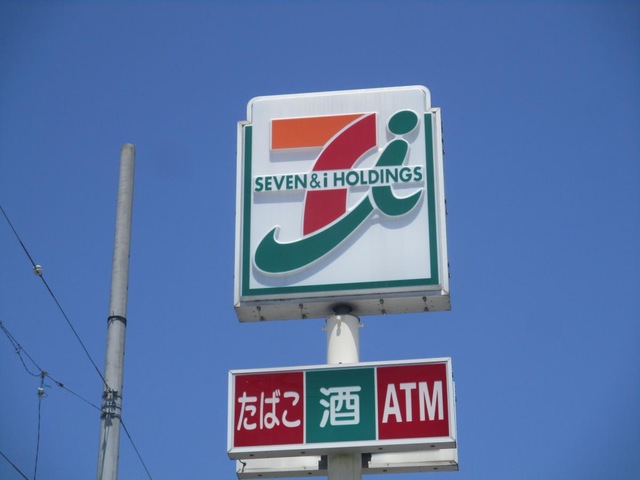 SEVEN & i HOLDINGS
たばこ 酒 ATM